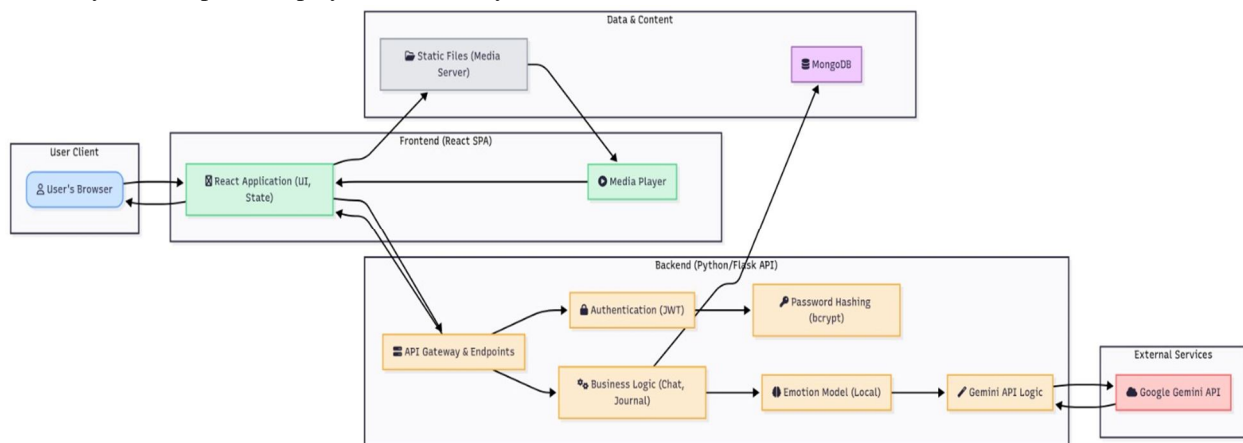 Data & Content
Static Files (Media
Server)
MongoDB
Frontend (React SPA)
User Client
User's Browser
React Application (UI,
State)
Media Player
Backend (Python/Flask API)
Authentication (JWT)
Password Hashing
(bcrypt)
API Gateway & Endpoints
External Services
Business Logic (Chat,
Journal)
Emotion Model (Local)
Gemini API Logic
Google Gemini API